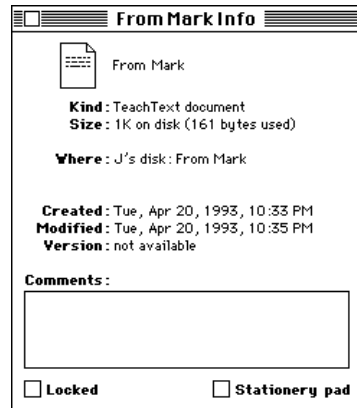 From Mark Info
From Mark
Kind: TeachText document
Size: 1K on disk (161 bytes used)
Where: J's disk: From Mark
Created: Tue, Apr 20, 1993, 10:33 PM
Modified: Tue, Apr 20, 1993, 10:35 PM
Version: not available
Comments:
Locked Stationery pad